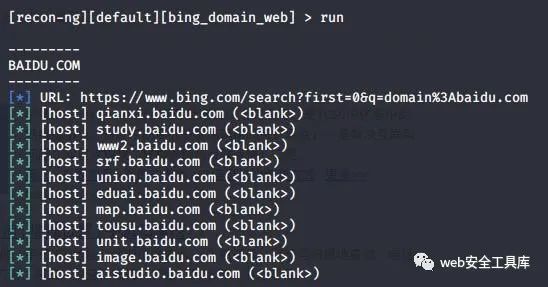 [recon-ng][default][bing_domain_web] > run
---------
BAIDU.COM
---------
[*] URL: https://www.bing.com/search?first=0&q=domain%3Abaidu.com
[*] [host] qianxi.baidu.com (<blank>)
[*] [host] study.baidu.com (<blank>)
[*] [host] www2.baidu.com (<blank>)
[*] [host] srf.baidu.com (<blank>)
[*] [host] union.baidu.com (<blank>)
[*] [host] eduai.baidu.com (<blank>)
[*] [host] map.baidu.com (<blank>)
[*] [host] tousu.baidu.com (<blank>)
[*] [host] unit.baidu.com (<blank>)
[*] [host] image.baidu.com (<blank>)
[*] [host] aistudio.baidu.com (<blank>)
web安全工具库